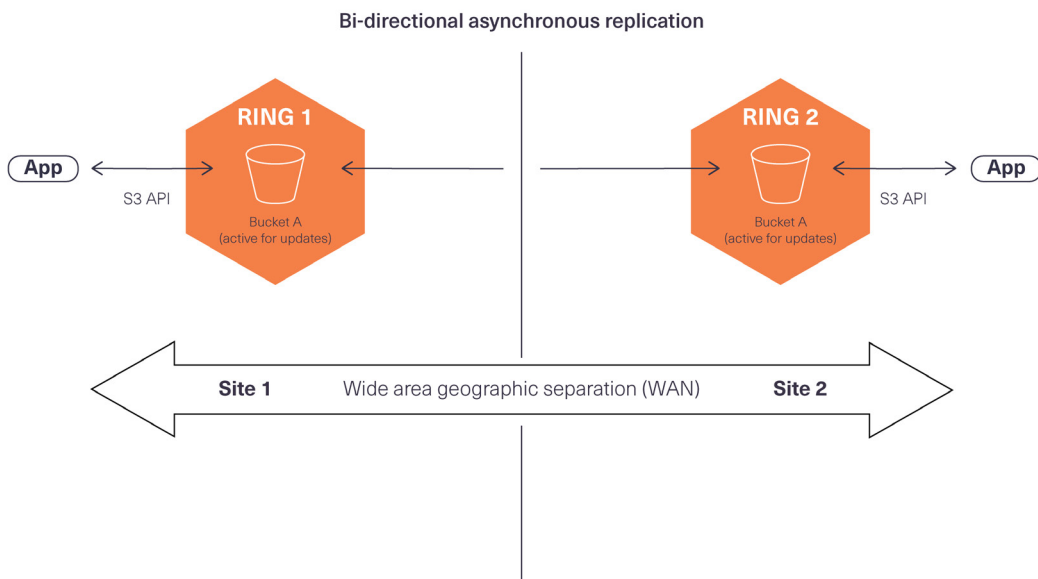 Bi-directional asynchronous replication
RING 1
RING 2
App
App
S3 API
S3 API
Bucket A
(active for updates)
Bucket A
(active for updates)
Site 1
Wide area geographic separation (WAN)
Site 2